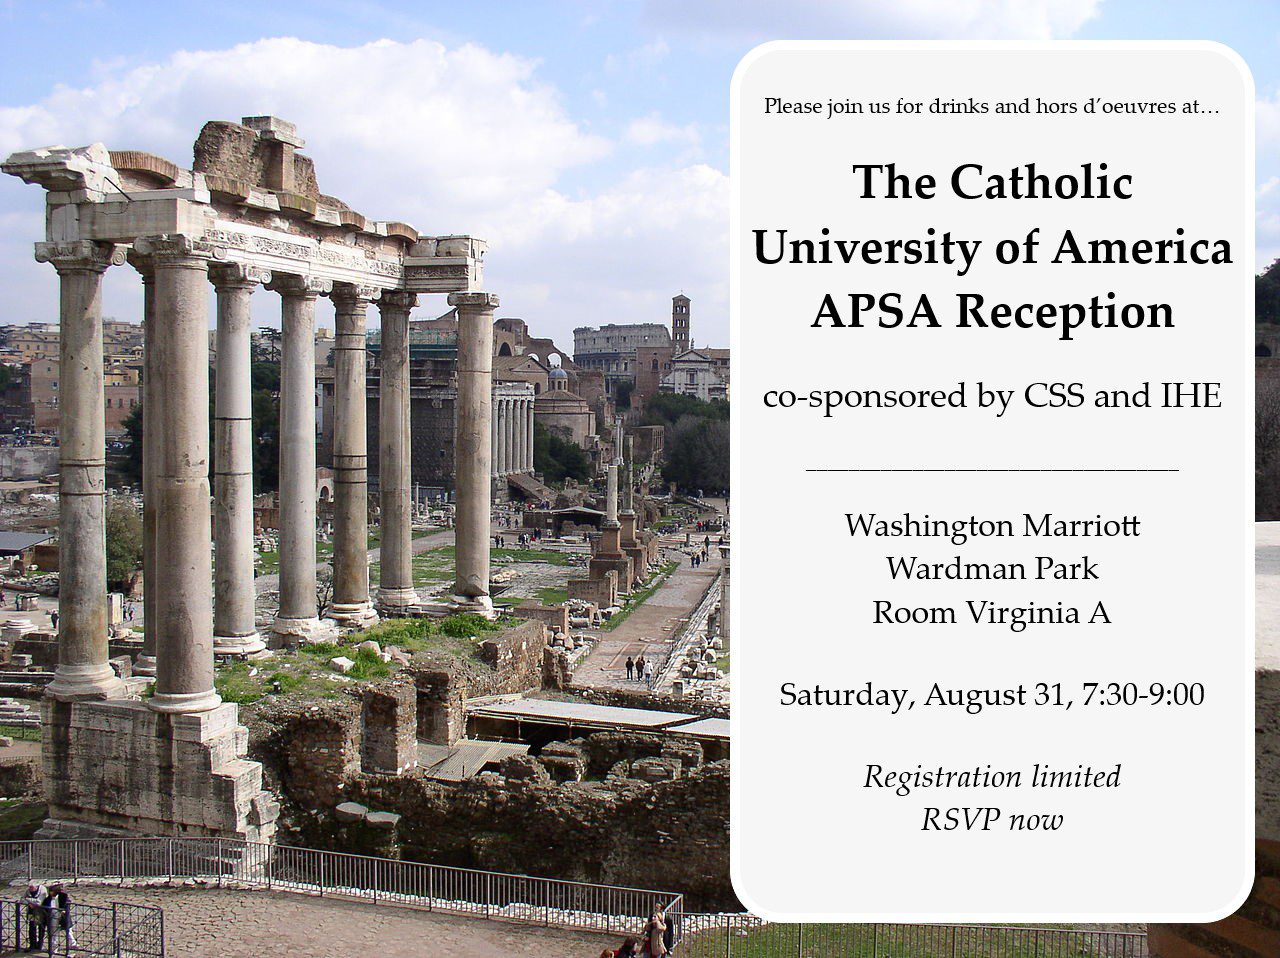 Please join us for drinks and hors d’oeuvres at…
The Catholic
University of America
APSA Reception
co-sponsored by CSS and IHE
Washington Marriott
Wardman Park
Room Virginia A
Saturday, August 31, 7:30-9:00
Registration limited
RSVP now